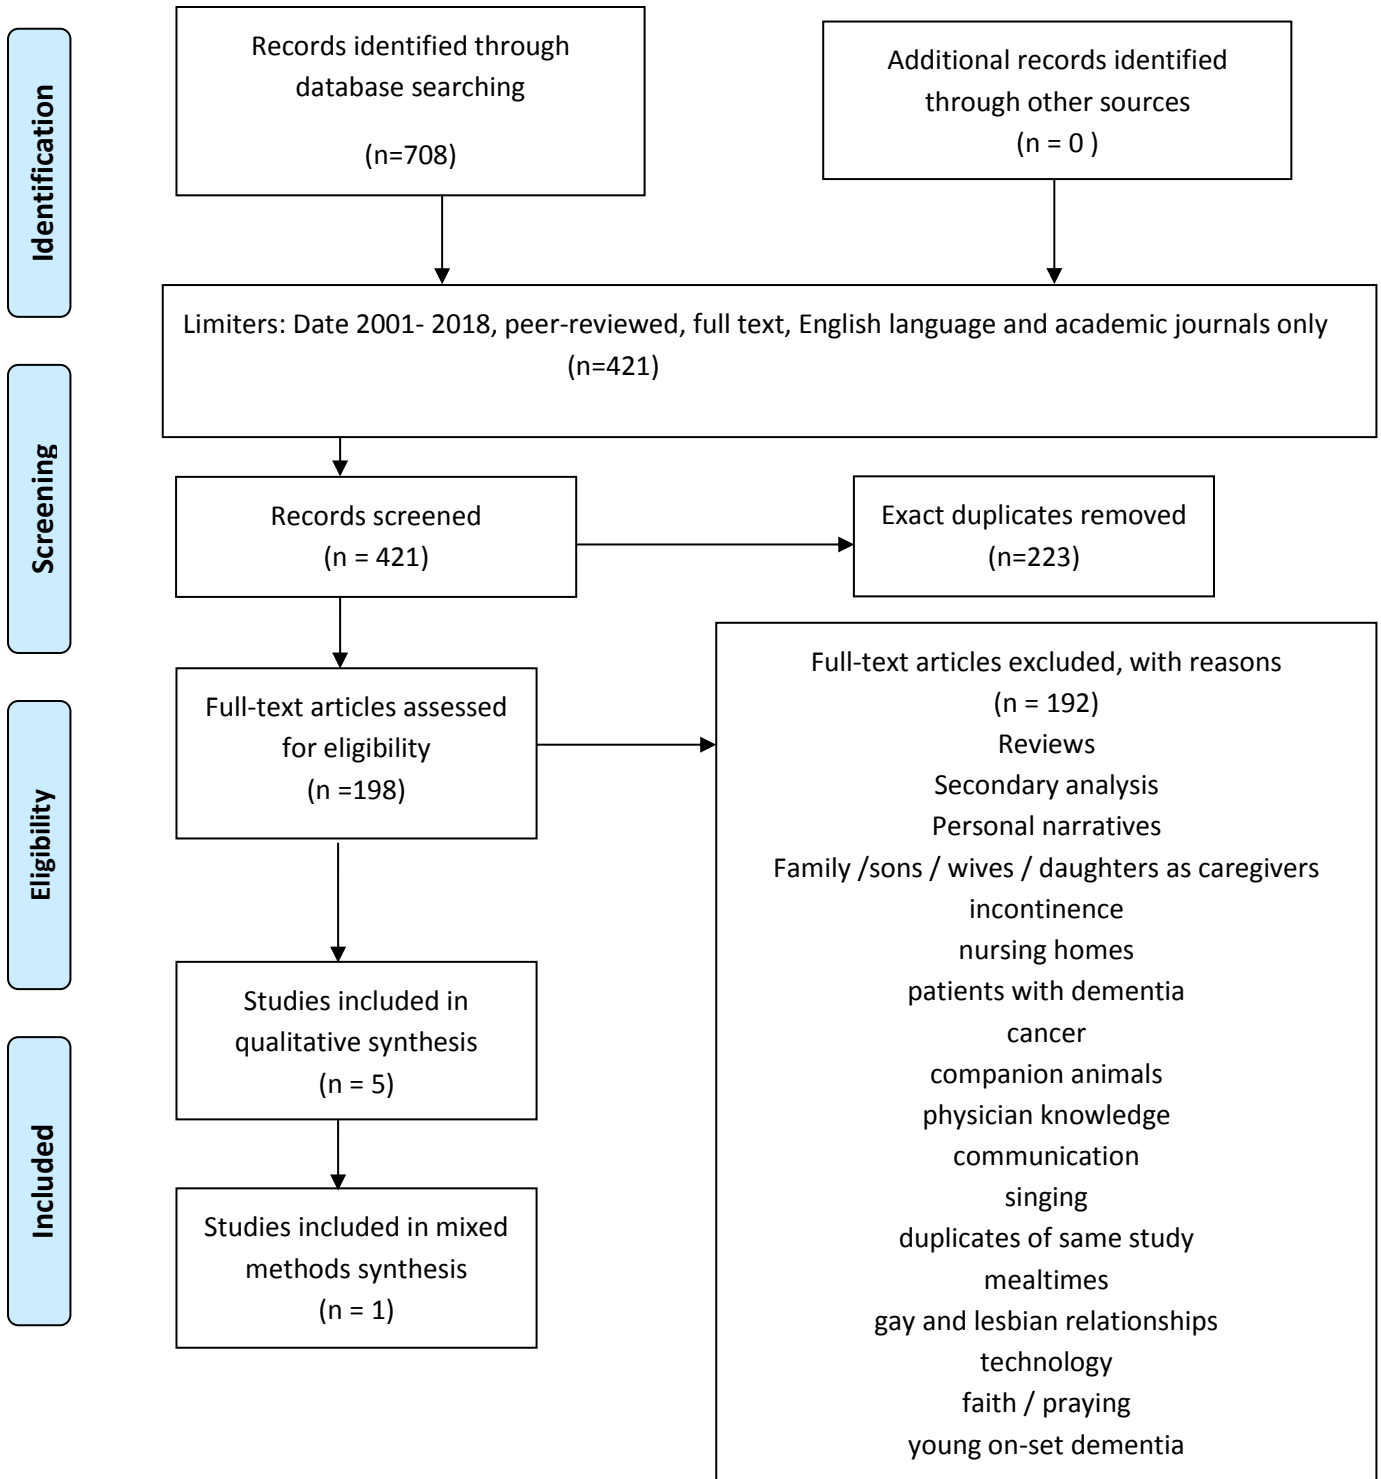 Identification
Records identified through
database searching
(n=708)
Additional records identified
through other sources
(n = 0 )
Limiters: Date 2001- 2018, peer-reviewed, full text, English language and academic journals only
(n=421)
Screening
Records screened
(n = 421)
Exact duplicates removed
(n=223)
Eligibility
Full-text articles assessed
for eligibility
(n =198)
Full-text articles excluded, with reasons
(n = 192)
Reviews
Secondary analysis
Personal narratives
Family /sons / wives / daughters as caregivers
incontinence
nursing homes
patients with dementia
cancer
companion animals
physician knowledge
communication
singing
duplicates of same study
mealtimes
gay and lesbian relationships
technology
faith / praying
young on-set dementia
Included
Studies included in
qualitative synthesis
(n = 5)
Studies included in mixed
methods synthesis
(n = 1)